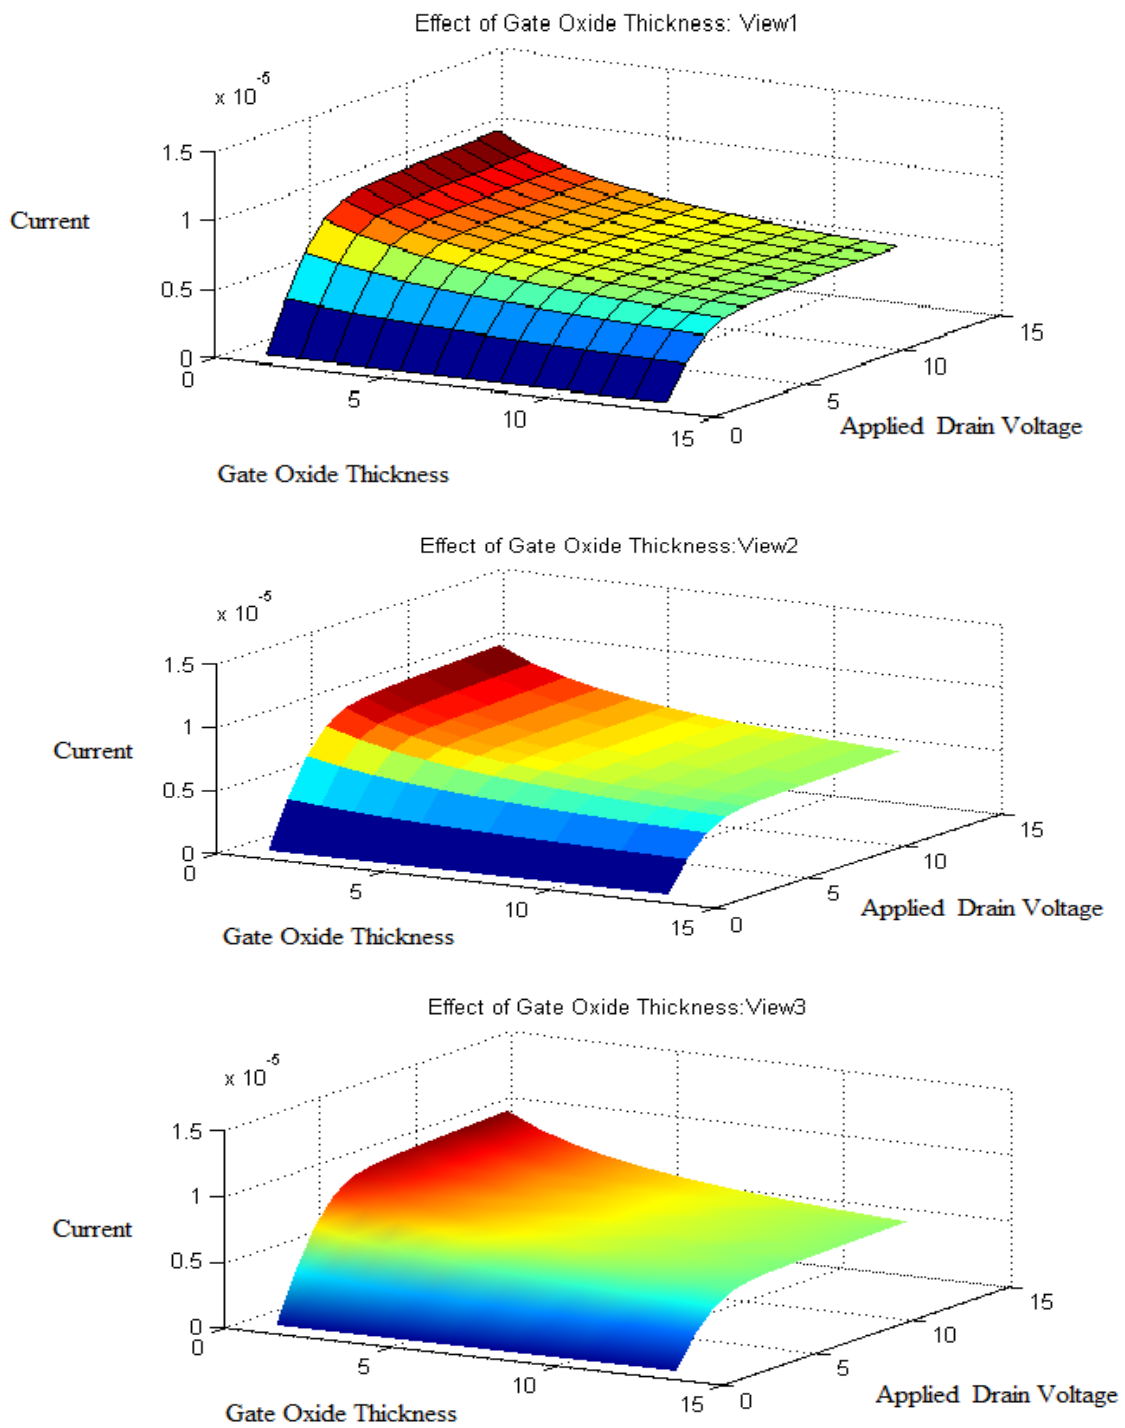 Effect of Gate Oxide Thickness: View1
x 10^-5
1.5
1
Current
0.5
0
0
5
10
15
0
5
10
15
Applied Drain Voltage
Gate Oxide Thickness
Effect of Gate Oxide Thickness:View2
x 10^-5
1.5
1
Current
0.5
0
0
5
10
15
0
5
10
15
Applied Drain Voltage
Gate Oxide Thickness
Effect of Gate Oxide Thickness:View3
x 10^-5
1.5
1
Current
0.5
0
0
5
10
15
0
5
10
15
Applied Drain Voltage
Gate Oxide Thickness